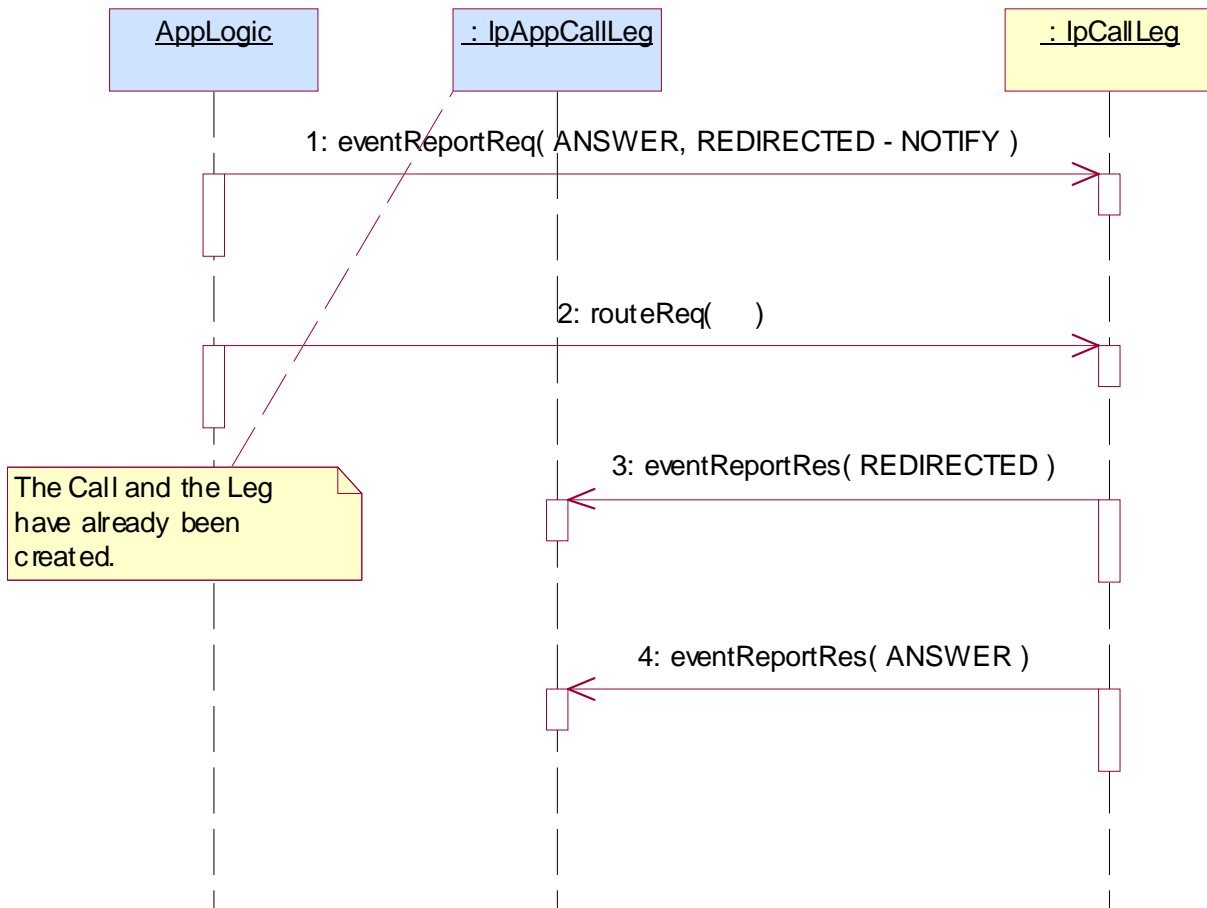 AppLogic
: IpAppCallLeg
: IpCallLeg
1: eventReportReq( ANSWER, REDIRECTED - NOTIFY )
2: routeReq( )
The Call and the Leg
have already been
created.
3: eventReportRes( REDIRECTED )
4: eventReportRes( ANSWER )